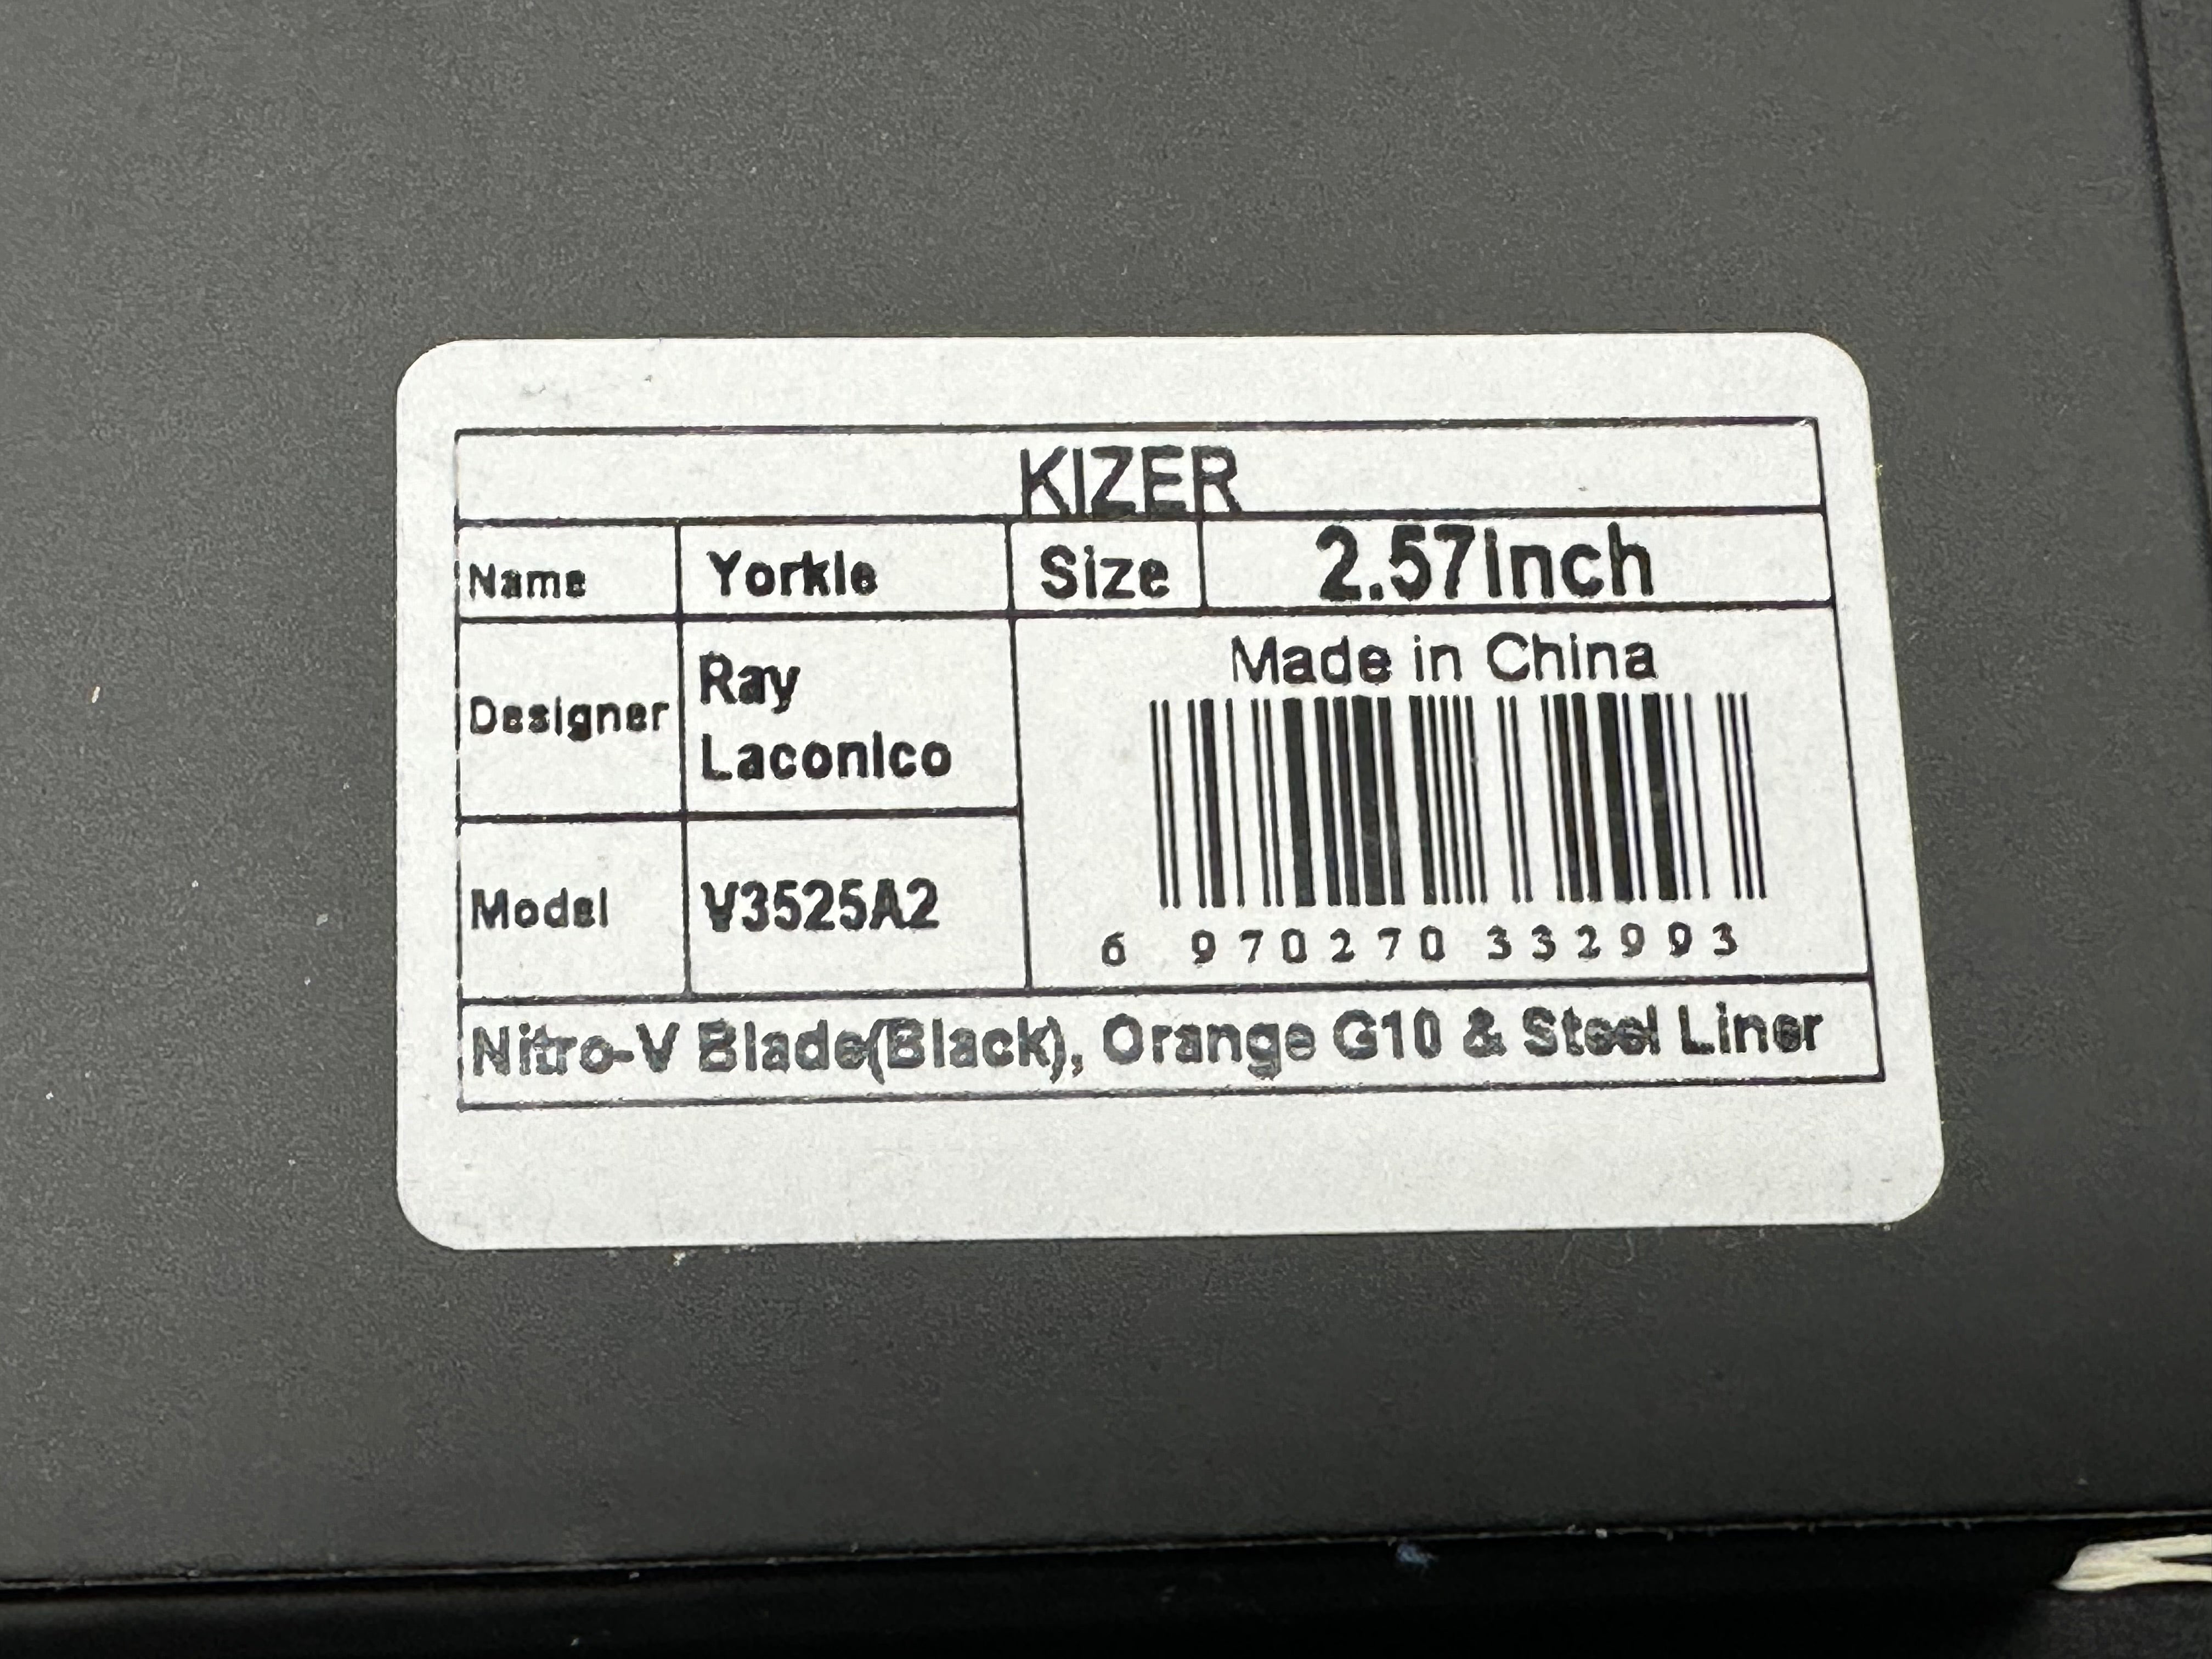 KIZER
Name Yorkie Size 2.57inch
Designer Ray Laconico
Made in China
Model V3525A2
6 970270 332993
Nitro-V Blade(Black), Orange G10 & Steel Liner